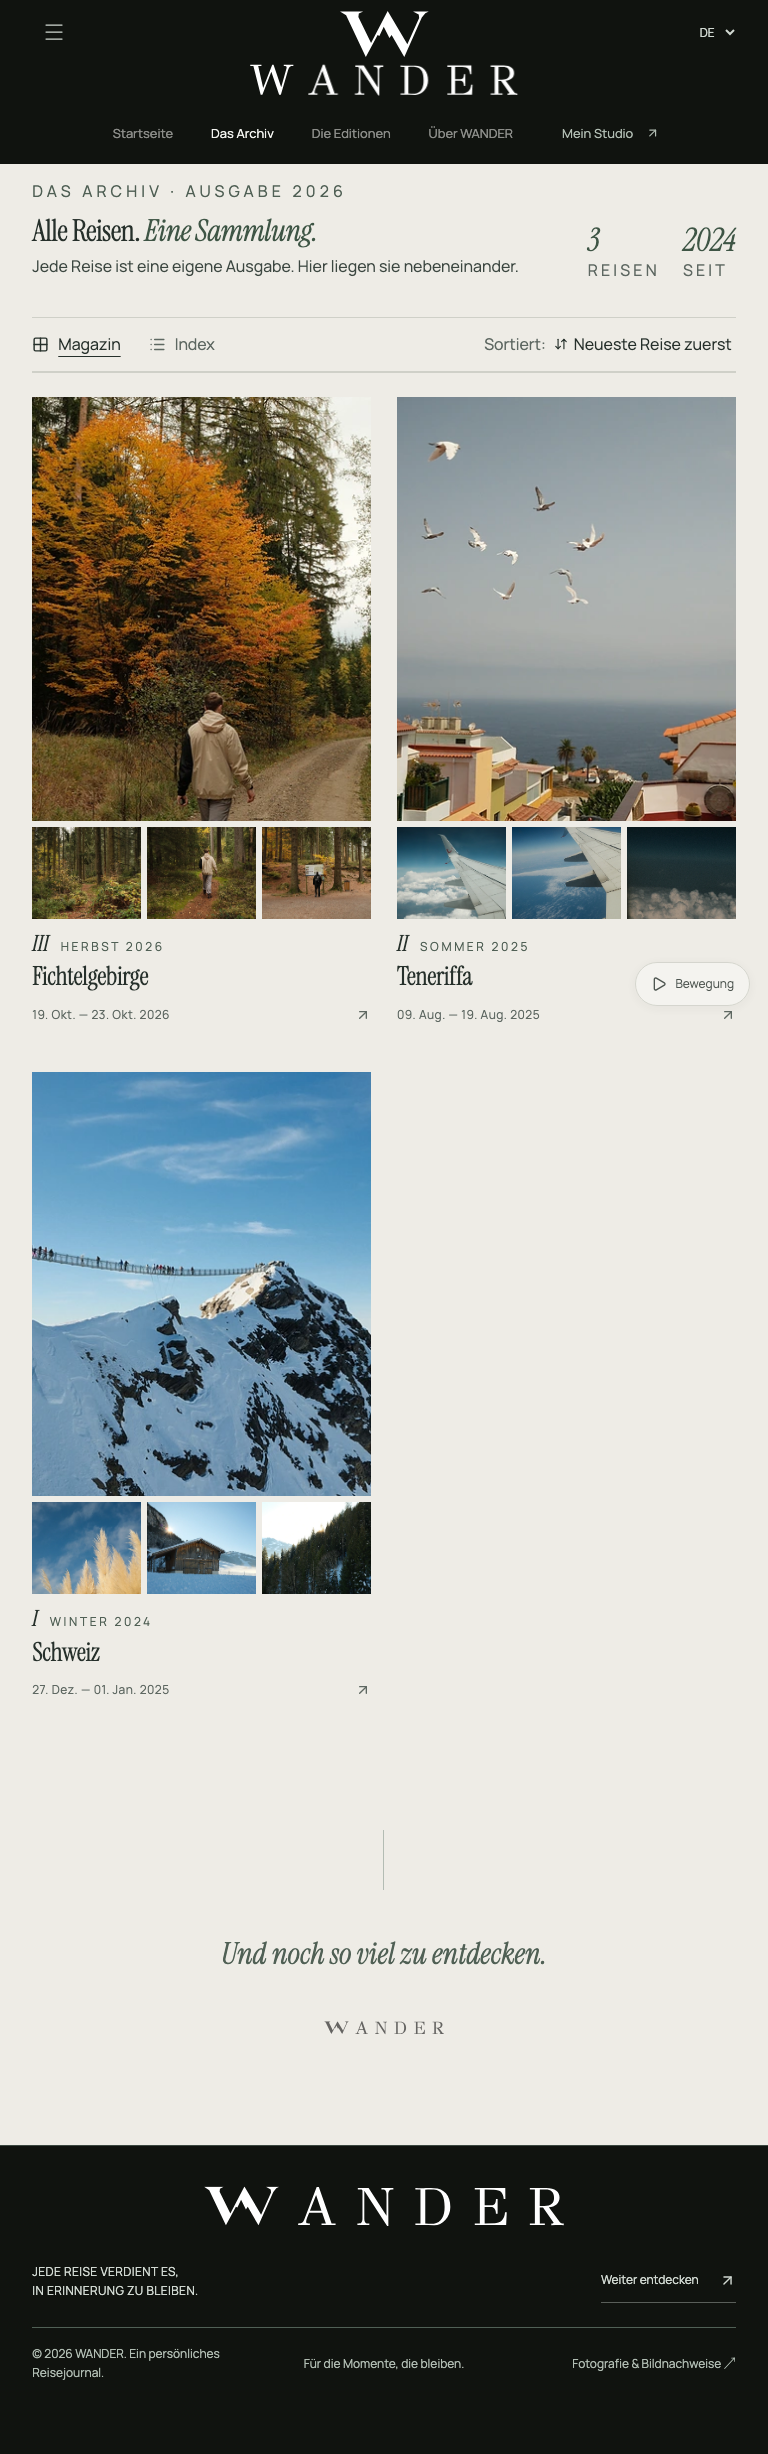 W
WANDER
DE
Startseite
Das Archiv
Die Editionen
Über WANDER
Mein Studio
DAS ARCHIV · AUSGABE 2026
Alle Reisen. Eine Sammlung.
Jede Reise ist eine eigene Ausgabe. Hier liegen sie nebeneinander.
3
REISEN
2024
SEIT
Magazin
Index
Sortiert: Neueste Reise zuerst
III HERBST 2026
Fichtelgebirge
19. Okt. — 23. Okt. 2026
II SOMMER 2025
Teneriffa
09. Aug. — 19. Aug. 2025
Bewegung
I WINTER 2024
Schweiz
27. Dez. — 01. Jan. 2025
Und noch so viel zu entdecken.
WANDER
WANDER
JEDE REISE VERDIENT ES,
IN ERINNERUNG ZU BLEIBEN.
Weiter entdecken
© 2026 WANDER. Ein persönliches
Reisejournal.
Für die Momente, die bleiben.
Fotografie & Bildnachweise